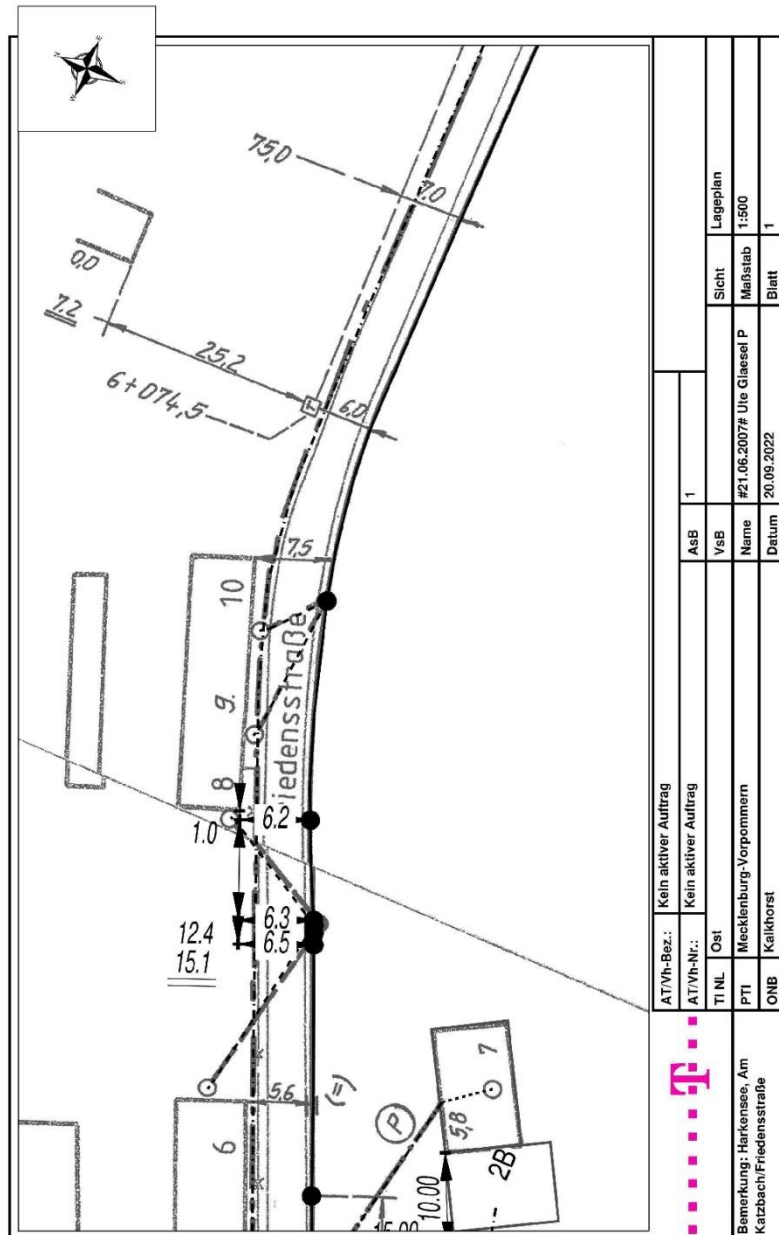 75,0
7,0
0,0
7.2
25,2
6+074,5
T
6,0
7,5
10
9.
8
iedensstraße
1.0
6.2
6.3
6.5
12.4
15.1
5,6
(=)
6
P
7
5,8
10.00
2B
15.00
AT/Vh-Bez.: Kein aktiver Auftrag
AT/Vh-Nr.: Kein aktiver Auftrag AsB 1
TI NL Ost VsB Sicht Lageplan
PTI Mecklenburg-Vorpommern Name #21.06.2007# Ute Glaesel P Maßstab 1:500
ONB Kalkhorst Datum 20.09.2022 Blatt 1
T
Bemerkung: Harkensee, Am
Katzbach/Friedensstraße